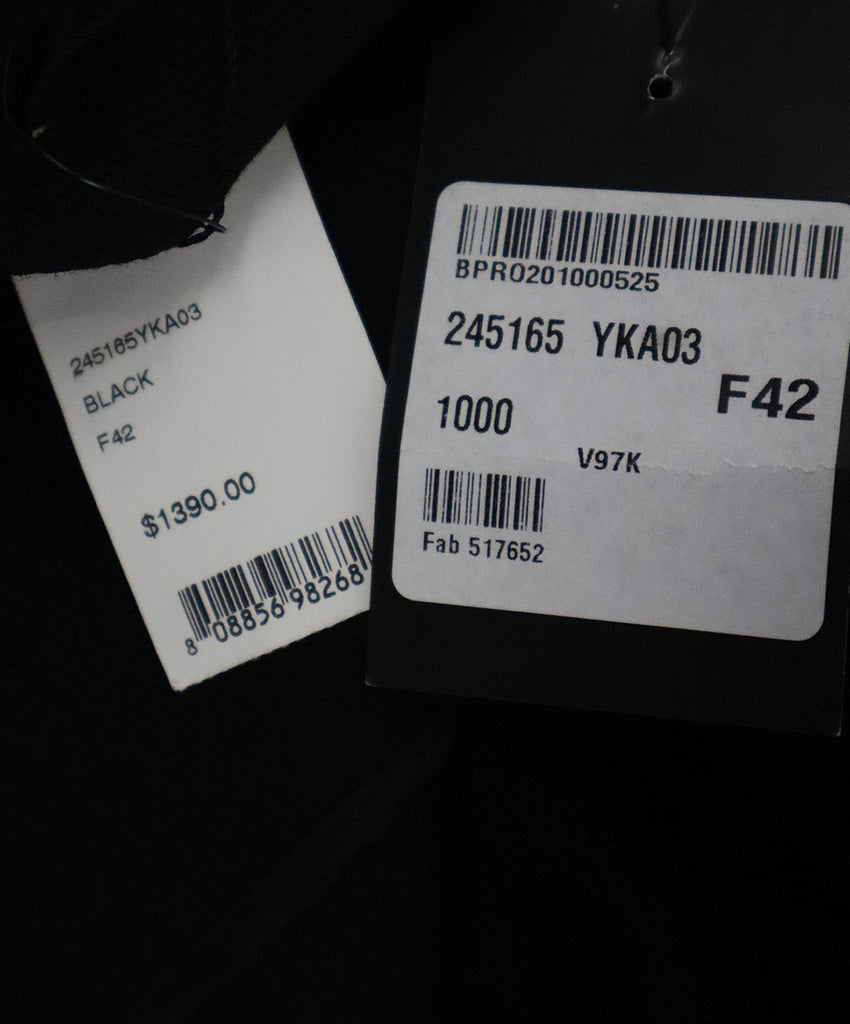 245165YKA03
BLACK
F42
$1390.00
8 08856 98268
BPR0201000525
245165 YKA03
F42
1000
V97K
Fab 517652